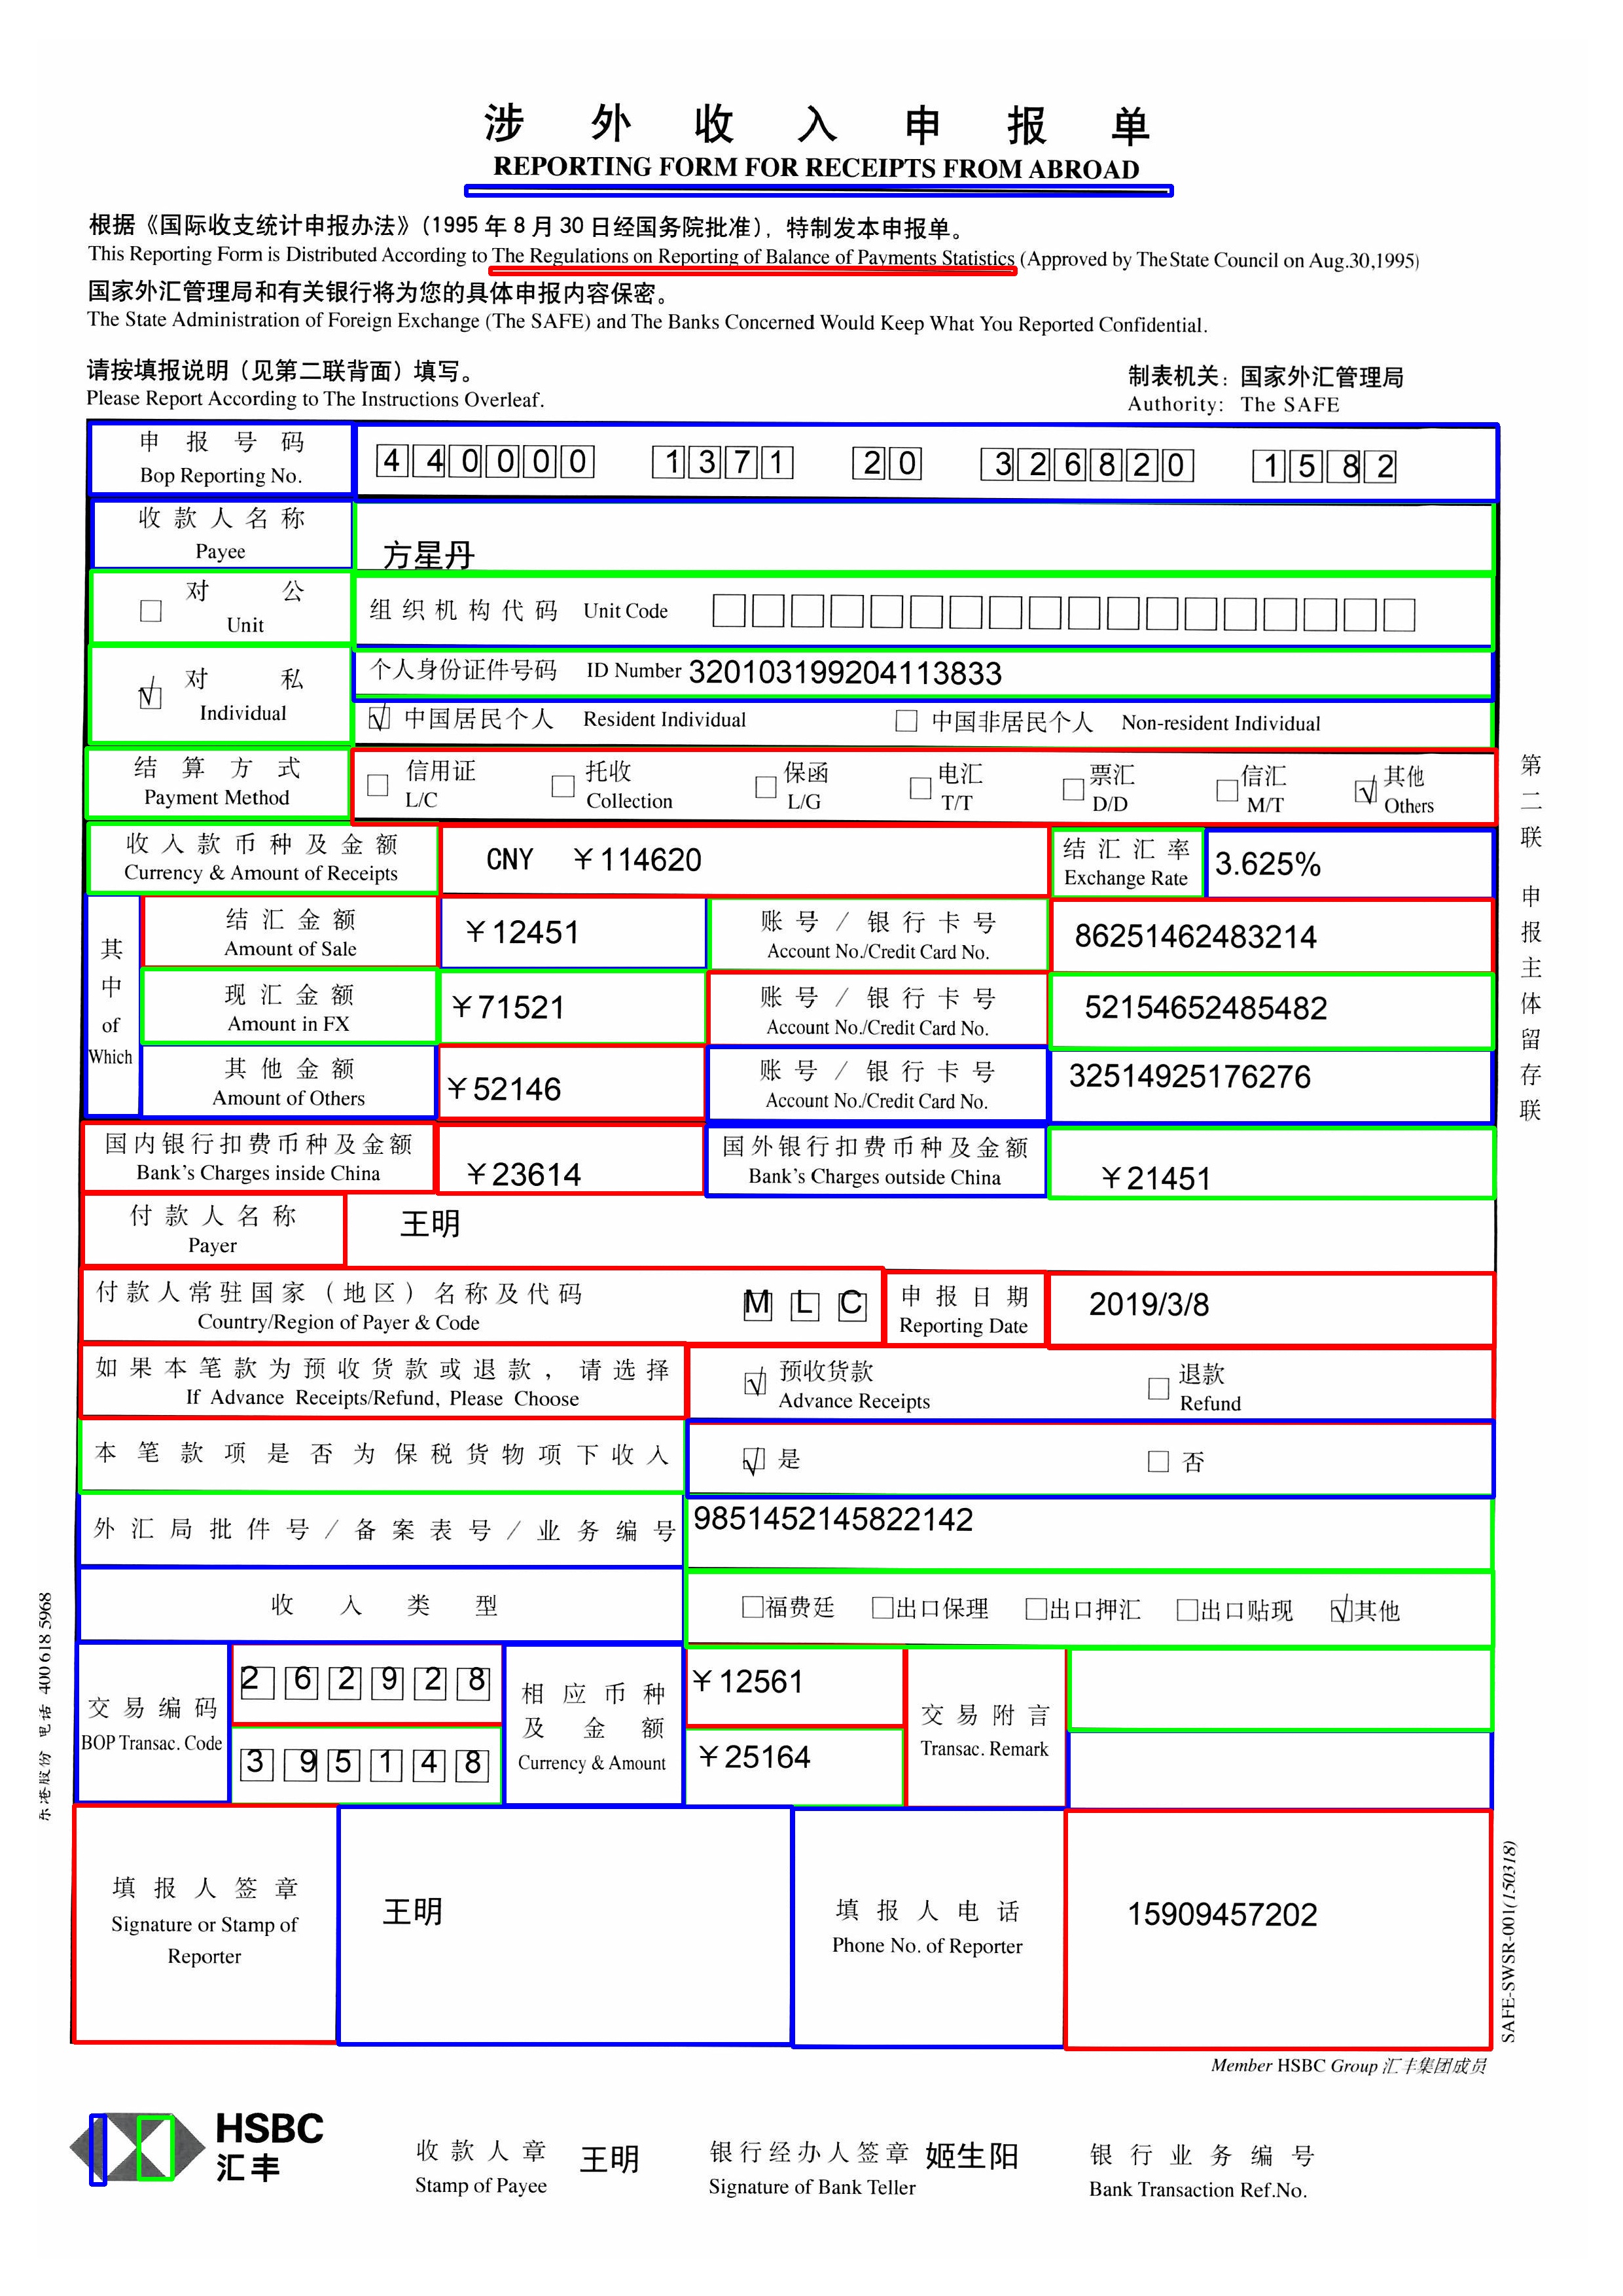 涉外收入申报单
REPORTING FORM FOR RECEIPTS FROM ABROAD
根据《国际收支统计申报办法》(1995年8月30日经国务院批准),特制发本申报单。
This Reporting Form is Distributed According to The Regulations on Reporting of Balance of Payments Statistics (Approved by The State Council on Aug.30,1995)
国家外汇管理局和有关银行将为您的具体申报内容保密。
The State Administration of Foreign Exchange (The SAFE) and The Banks Concerned Would Keep What You Reported Confidential.
请按填报说明(见第二联背面)填写。
Please Report According to The Instructions Overleaf.
制表机关:国家外汇管理局
Authority: The SAFE
申报号码
Bop Reporting No.
440000 1371 20 326820 1582
收款人名称
Payee
方星丹
对公
Unit
组织机构代码 Unit Code
对私
Individual
个人身份证件号码 ID Number 320103199204113833
√ 中国居民个人 Resident Individual 中国非居民个人 Non-resident Individual
结算方式
Payment Method
信用证 托收 保函 电汇 票汇 信汇 √ 其他
L/C Collection L/G T/T D/D M/T Others
收入款币种及金额
Currency & Amount of Receipts
CNY ￥114620
结汇汇率
Exchange Rate
3.625%
其中
of
Which
结汇金额
Amount of Sale
￥12451
账号/银行卡号
Account No./Credit Card No.
86251462483214
现汇金额
Amount in FX
￥71521
账号/银行卡号
Account No./Credit Card No.
52154652485482
其他金额
Amount of Others
￥52146
账号/银行卡号
Account No./Credit Card No.
32514925176276
国内银行扣费币种及金额
Bank's Charges inside China
￥23614
国外银行扣费币种及金额
Bank's Charges outside China
￥21451
付款人名称
Payer
王明
付款人常驻国家(地区)名称及代码
Country/Region of Payer & Code
M L C
申报日期
Reporting Date
2019/3/8
如果本笔款为预收货款或退款,请选择
If Advance Receipts/Refund, Please Choose
√ 预收货款 退款
Advance Receipts Refund
本笔款项是否为保税货物项下收入
√ 是 否
外汇局批件号/备案表号/业务编号
9851452145822142
收入类型
福费廷 出口保理 出口押汇 出口贴现 √ 其他
交易编码
BOP Transac. Code
262928
395148
相应币种
及金额
Currency & Amount
￥12561
￥25164
交易附言
Transac. Remark
填报人签章
Signature or Stamp of
Reporter
王明
填报人电话
Phone No. of Reporter
15909457202
第二联 申报主体留存联
东港股份 电话 400 618 5968
SAFE-SWSR-001(150318)
Member HSBC Group 汇丰集团成员
HSBC
汇丰
收款人章
Stamp of Payee
王明
银行经办人签章
Signature of Bank Teller
姬生阳
银行业务编号
Bank Transaction Ref.No.